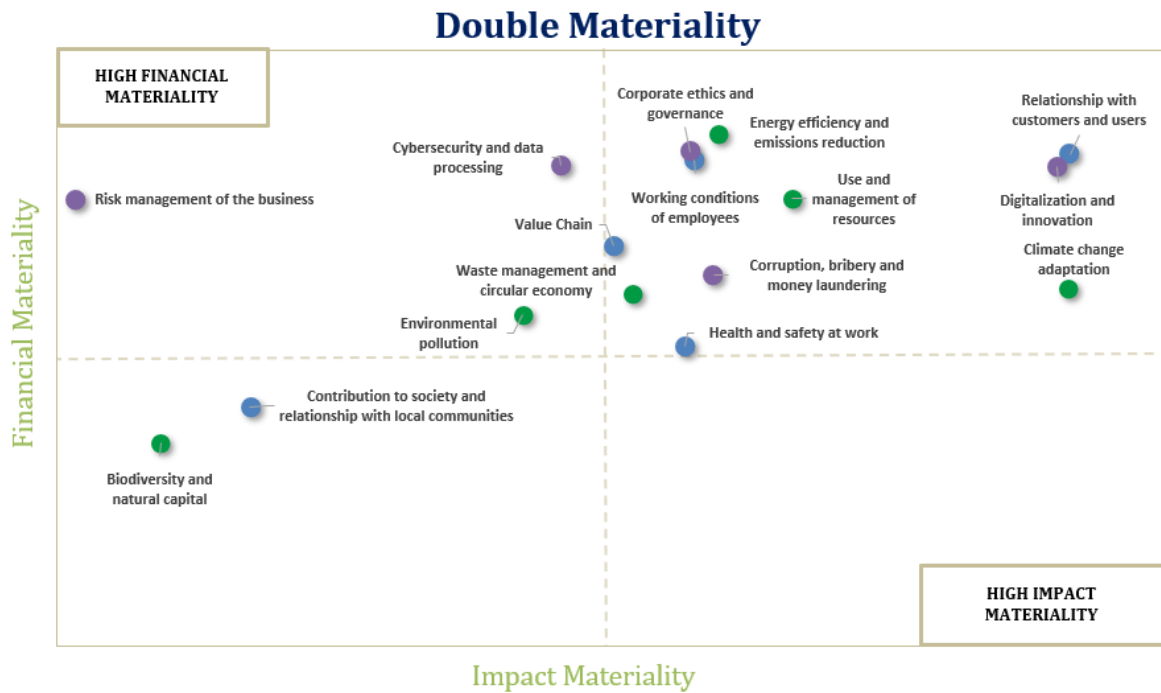 Double Materiality
HIGH FINANCIAL
MATERIALITY
Corporate ethics and
governance
Energy efficiency and
emissions reduction
Relationship with
customers and users
Cybersecurity and data
processing
Risk management of the business
Working conditions
of employees
Use and
management of
resources
Digitalization and
innovation
Value Chain
Climate change
adaptation
Waste management and
circular economy
Corruption, bribery and
money laundering
Environmental
pollution
Health and safety at work
Contribution to society and
relationship with local communities
Biodiversity and
natural capital
Financial Materiality
HIGH IMPACT
MATERIALITY
Impact Materiality